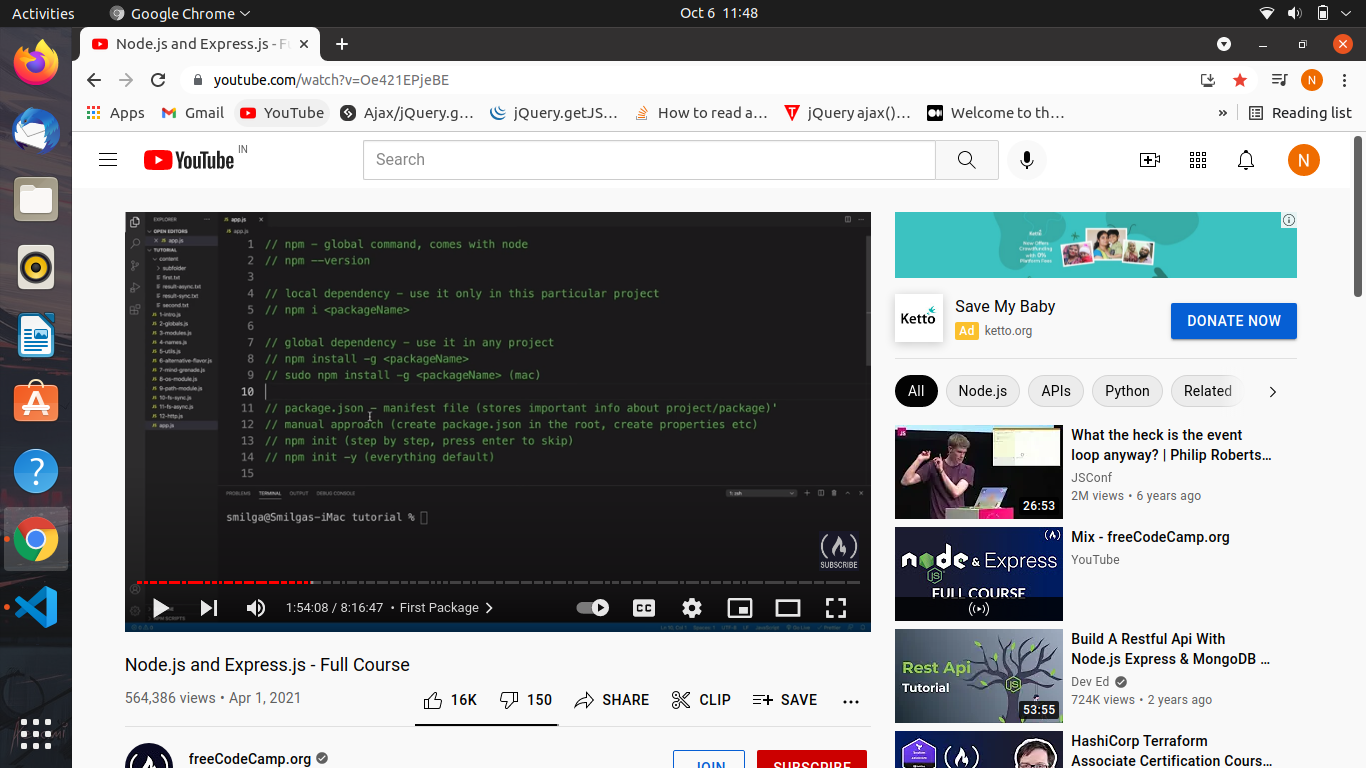 Activities
Google Chrome
Oct 6 11:48
Node.js and Express.js - Fu
youtube.com/watch?v=Oe421EPjeBE
N
Apps
Gmail
YouTube
Ajax/jQuery.g…
jQuery.getJS…
How to read a…
jQuery ajax()…
Welcome to th…
»
Reading list
YouTube IN
Search
N
EXPLORER
OPEN EDITORS
app.js
TUTORIAL
content
subfolder
first.txt
result-async.txt
result-sync.txt
second.txt
1-intro.js
2-globals.js
3-modules.js
4-names.js
5-utils.js
6-alternative-flavor.js
7-mind-grenade.js
8-os-module.js
9-path-module.js
10-fs-sync.js
11-fs-async.js
12-http.js
app.js
NPM SCRIPTS
app.js
app.js
1 // npm - global command, comes with node
2 // npm --version
3
4 // local dependency - use it only in this particular project
5 // npm i <packageName>
6
7 // global dependency - use it in any project
8 // npm install -g <packageName>
9 // sudo npm install -g <packageName> (mac)
10
11 // package.json - manifest file (stores important info about project/package)'
12 // manual approach (create package.json in the root, create properties etc)
13 // npm init (step by step, press enter to skip)
14 // npm init -y (everything default)
15
PROBLEMS TERMINAL OUTPUT DEBUG CONSOLE
1: zsh
smilga@Smilgas-iMac tutorial %
SUBSCRIBE
1:54:08 / 8:16:47 • First Package
CC
Node.js and Express.js - Full Course
564,386 views • Apr 1, 2021
16K
150
SHARE
CLIP
SAVE
freeCodeCamp.org
JOIN
SUBSCRIBE
Ketto
Save My Baby
Ad ketto.org
DONATE NOW
All
Node.js
APIs
Python
Related
JS
26:53
What the heck is the event
loop anyway? | Philip Roberts…
JSConf
2M views • 6 years ago
node & Express
JS
FULL COURSE
Mix - freeCodeCamp.org
YouTube
Rest Api
Tutorial
JS
53:55
Build A Restful Api With
Node.js Express & MongoDB …
Dev Ed
724K views • 2 years ago
HashiCorp Terraform
Associate Certification Cours…